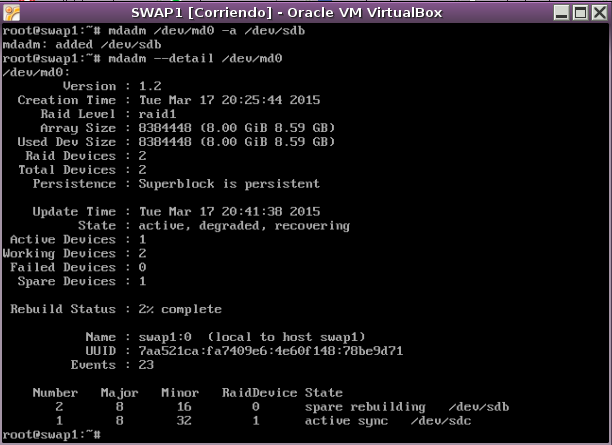 SWAP1 [Corriendo] - Oracle VM VirtualBox
root@swap1:~# mdadm /dev/md0 -a /dev/sdb
mdadm: added /dev/sdb
root@swap1:~# mdadm --detail /dev/md0
/dev/md0:
Version : 1.2
Creation Time : Tue Mar 17 20:25:44 2015
Raid Level : raid1
Array Size : 8384448 (8.00 GiB 8.59 GB)
Used Dev Size : 8384448 (8.00 GiB 8.59 GB)
Raid Devices : 2
Total Devices : 2
Persistence : Superblock is persistent
Update Time : Tue Mar 17 20:41:38 2015
State : active, degraded, recovering
Active Devices : 1
Working Devices : 2
Failed Devices : 0
Spare Devices : 1
Rebuild Status : 2% complete
Name : swap1:0  (local to host swap1)
UUID : 7aa521ca:fa7409e6:4e60f148:78be9d71
Events : 23
Number Major Minor RaidDevice State
2 8 16 0 spare rebuilding /dev/sdb
1 8 32 1 active sync /dev/sdc
root@swap1:~#